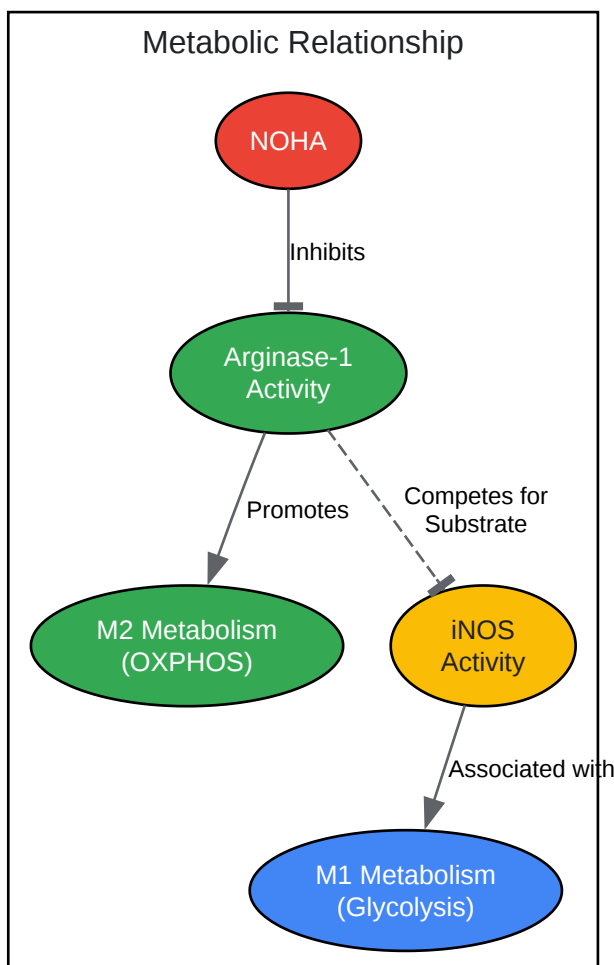 Metabolic Relationship
NOHA
Inhibits
Arginase-1
Activity
Promotes
Competes for
Substrate
M2 Metabolism
(OXPHOS)
iNOS
Activity
Associated with
M1 Metabolism
(Glycolysis)